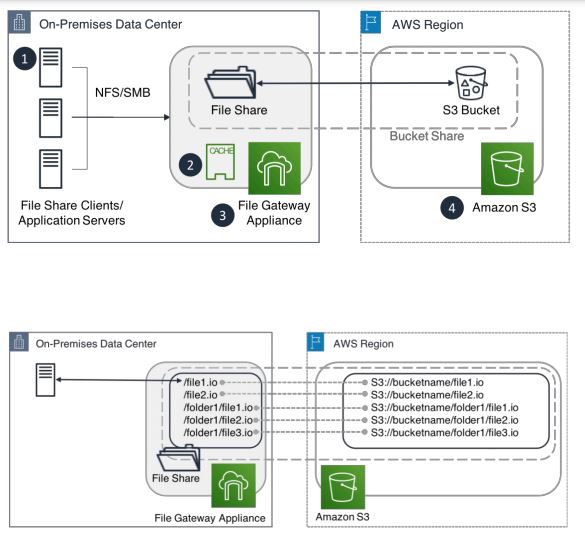 On-Premises Data Center
AWS Region
1
NFS/SMB
File Share
S3 Bucket
Bucket Share
2
CACHE
File Share Clients/
Application Servers
3
File Gateway
Appliance
4
Amazon S3
On-Premises Data Center
AWS Region
/file1.io
S3://bucketname/file1.io
/file2.io
S3://bucketname/file2.io
/folder1/file1.io
S3://bucketname/folder1/file1.io
/folder1/file2.io
S3://bucketname/folder1/file2.io
/folder1/file3.io
S3://bucketname/folder1/file3.io
File Share
File Gateway Appliance
Amazon S3